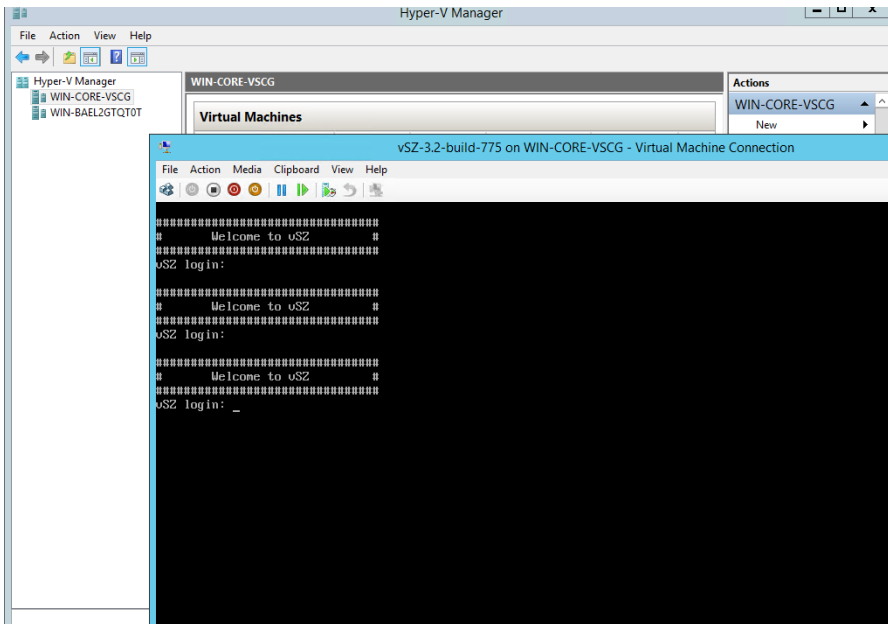 Hyper-V Manager
File Action View Help
Hyper-V Manager
WIN-CORE-VSCG
WIN-BAEL2GTQT0T
WIN-CORE-VSCG
Virtual Machines
Actions
WIN-CORE-VSCG
New
vSZ-3.2-build-775 on WIN-CORE-VSCG - Virtual Machine Connection
File Action Media Clipboard View Help
################################
# Welcome to vSZ #
################################
vSZ login:
################################
# Welcome to vSZ #
################################
vSZ login:
################################
# Welcome to vSZ #
################################
vSZ login: _